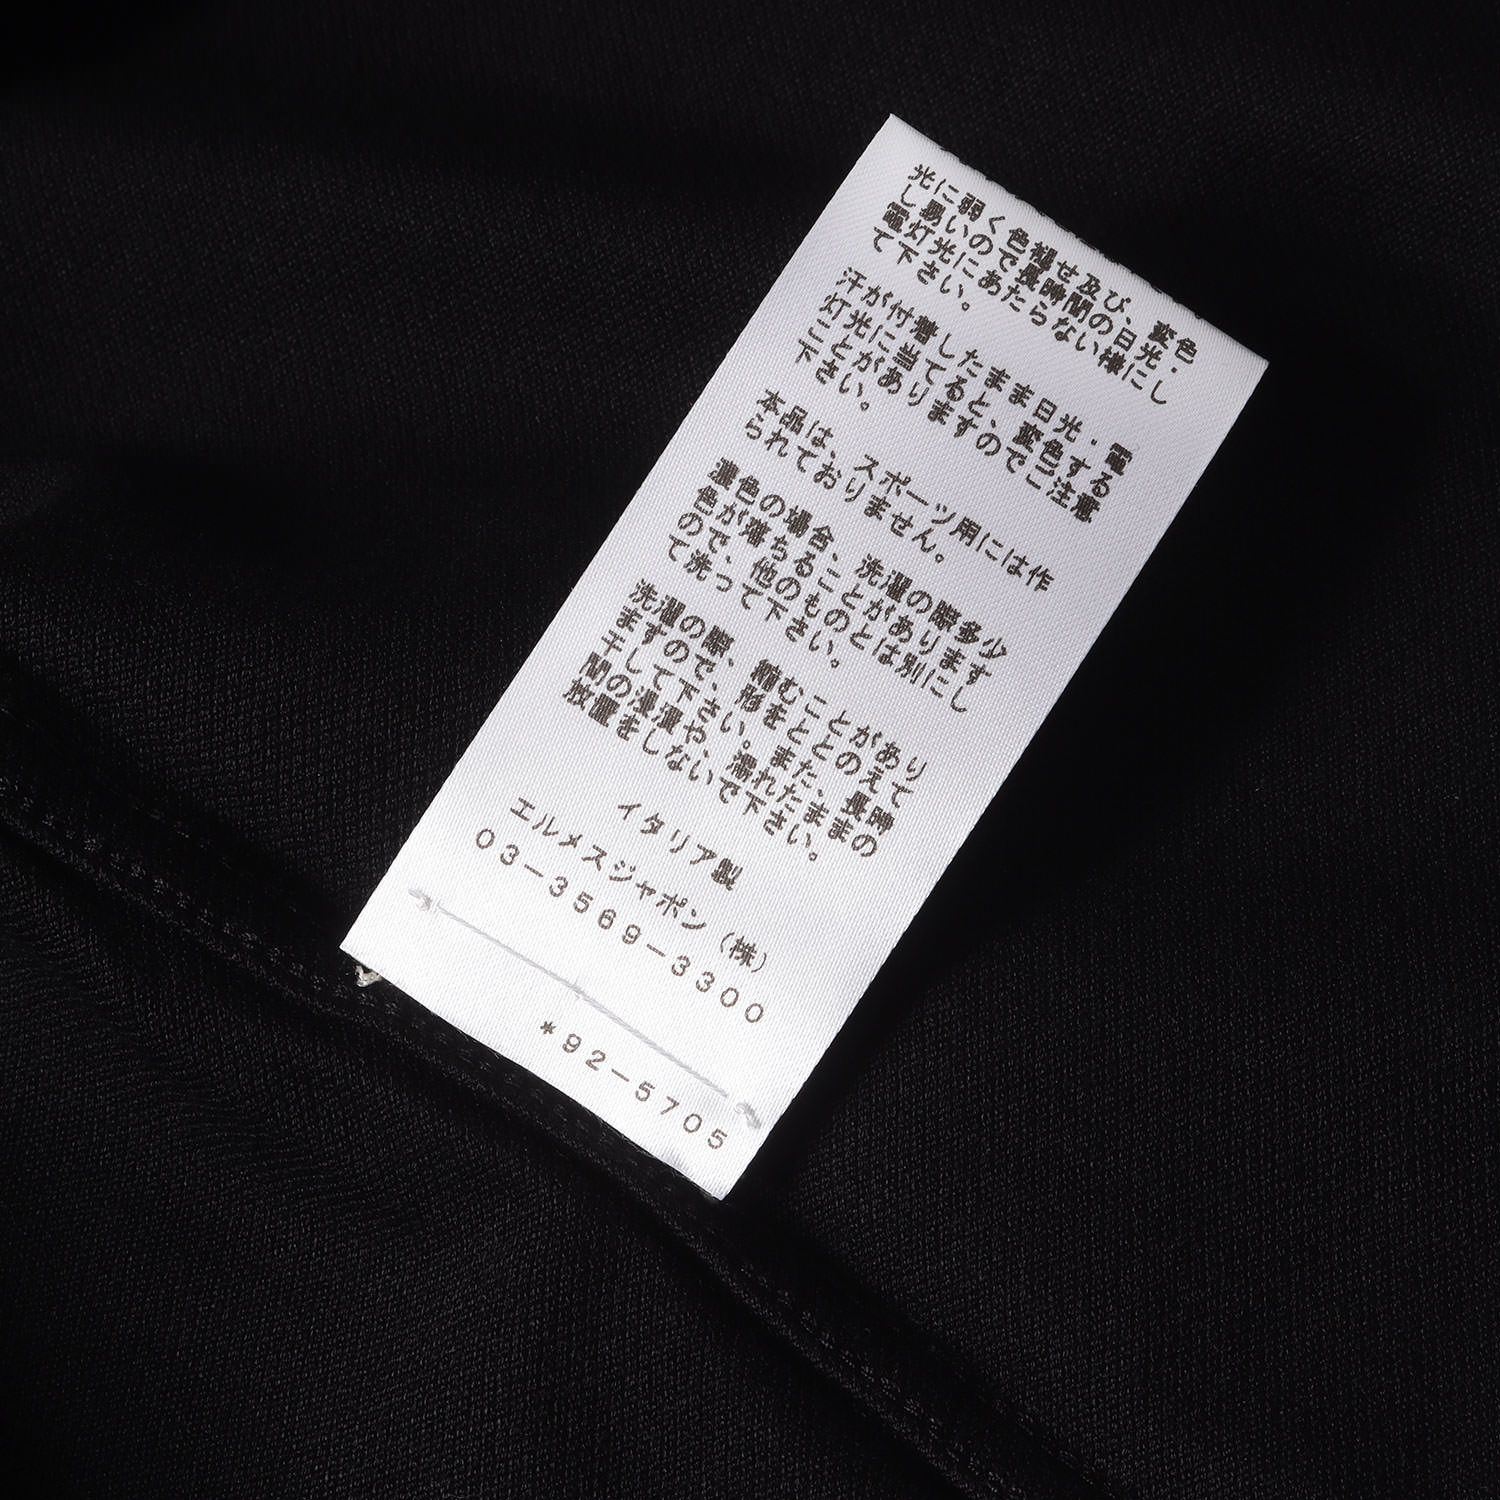 光に弱く色褪せ及び、変色
し易いので長時間の日光・
電灯光にあたらない様にし
て下さい。
汗が付着したまま日光・電
灯光に当てると、変色する
ことがありますのでご注意
下さい。
本品は、スポーツ用には作
られておりません。
濃色の場合、洗濯の際多少
色が落ちることがあります
ので、他のものとは別にし
て洗って下さい。
洗濯の際、縮むことがあり
ますので、形をととのえて
干して下さい。また、長時
間の浸漬や、濡れたままの
放置をしないで下さい。
イタリア製
エルメスジャポン(株)
03-3569-3300
*92-5705